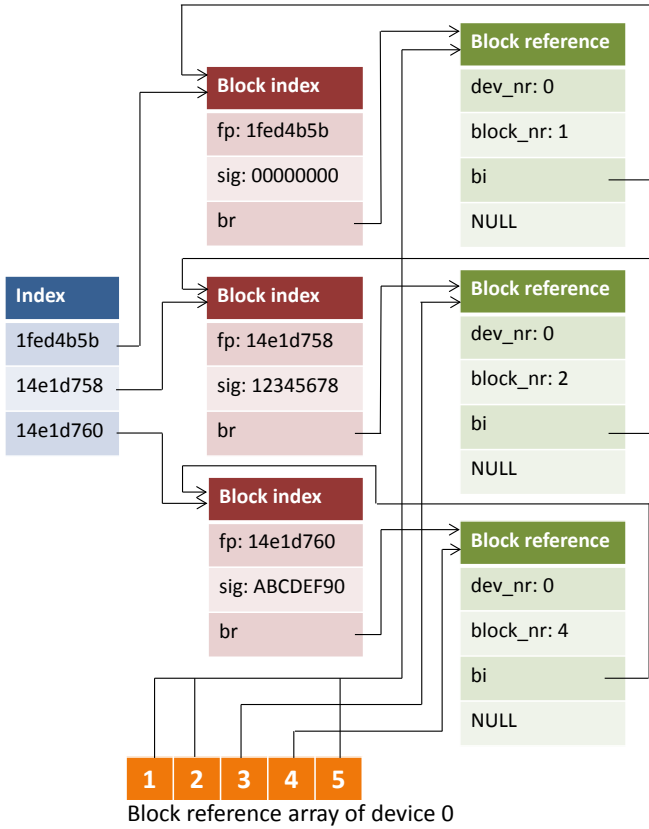 Block reference
dev_nr: 0
block_nr: 1
bi
NULL
Block index
fp: 1fed4b5b
sig: 00000000
br
Index
1fed4b5b
14e1d758
14e1d760
Block index
fp: 14e1d758
sig: 12345678
br
Block reference
dev_nr: 0
block_nr: 2
bi
NULL
Block index
fp: 14e1d760
sig: ABCDEF90
br
Block reference
dev_nr: 0
block_nr: 4
bi
NULL
1 2 3 4 5
Block reference array of device 0